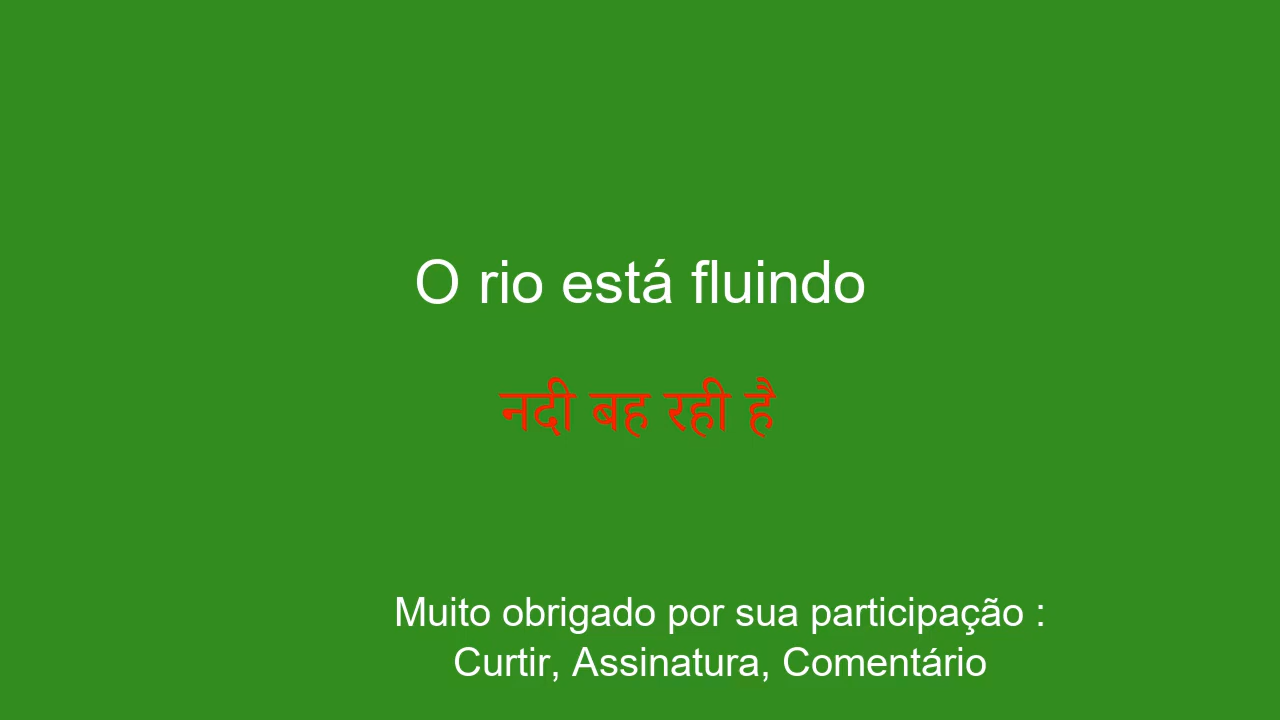 O rio está fluindo
नदी बह रही है
Muito obrigado por sua participação :
Curtir, Assinatura, Comentário